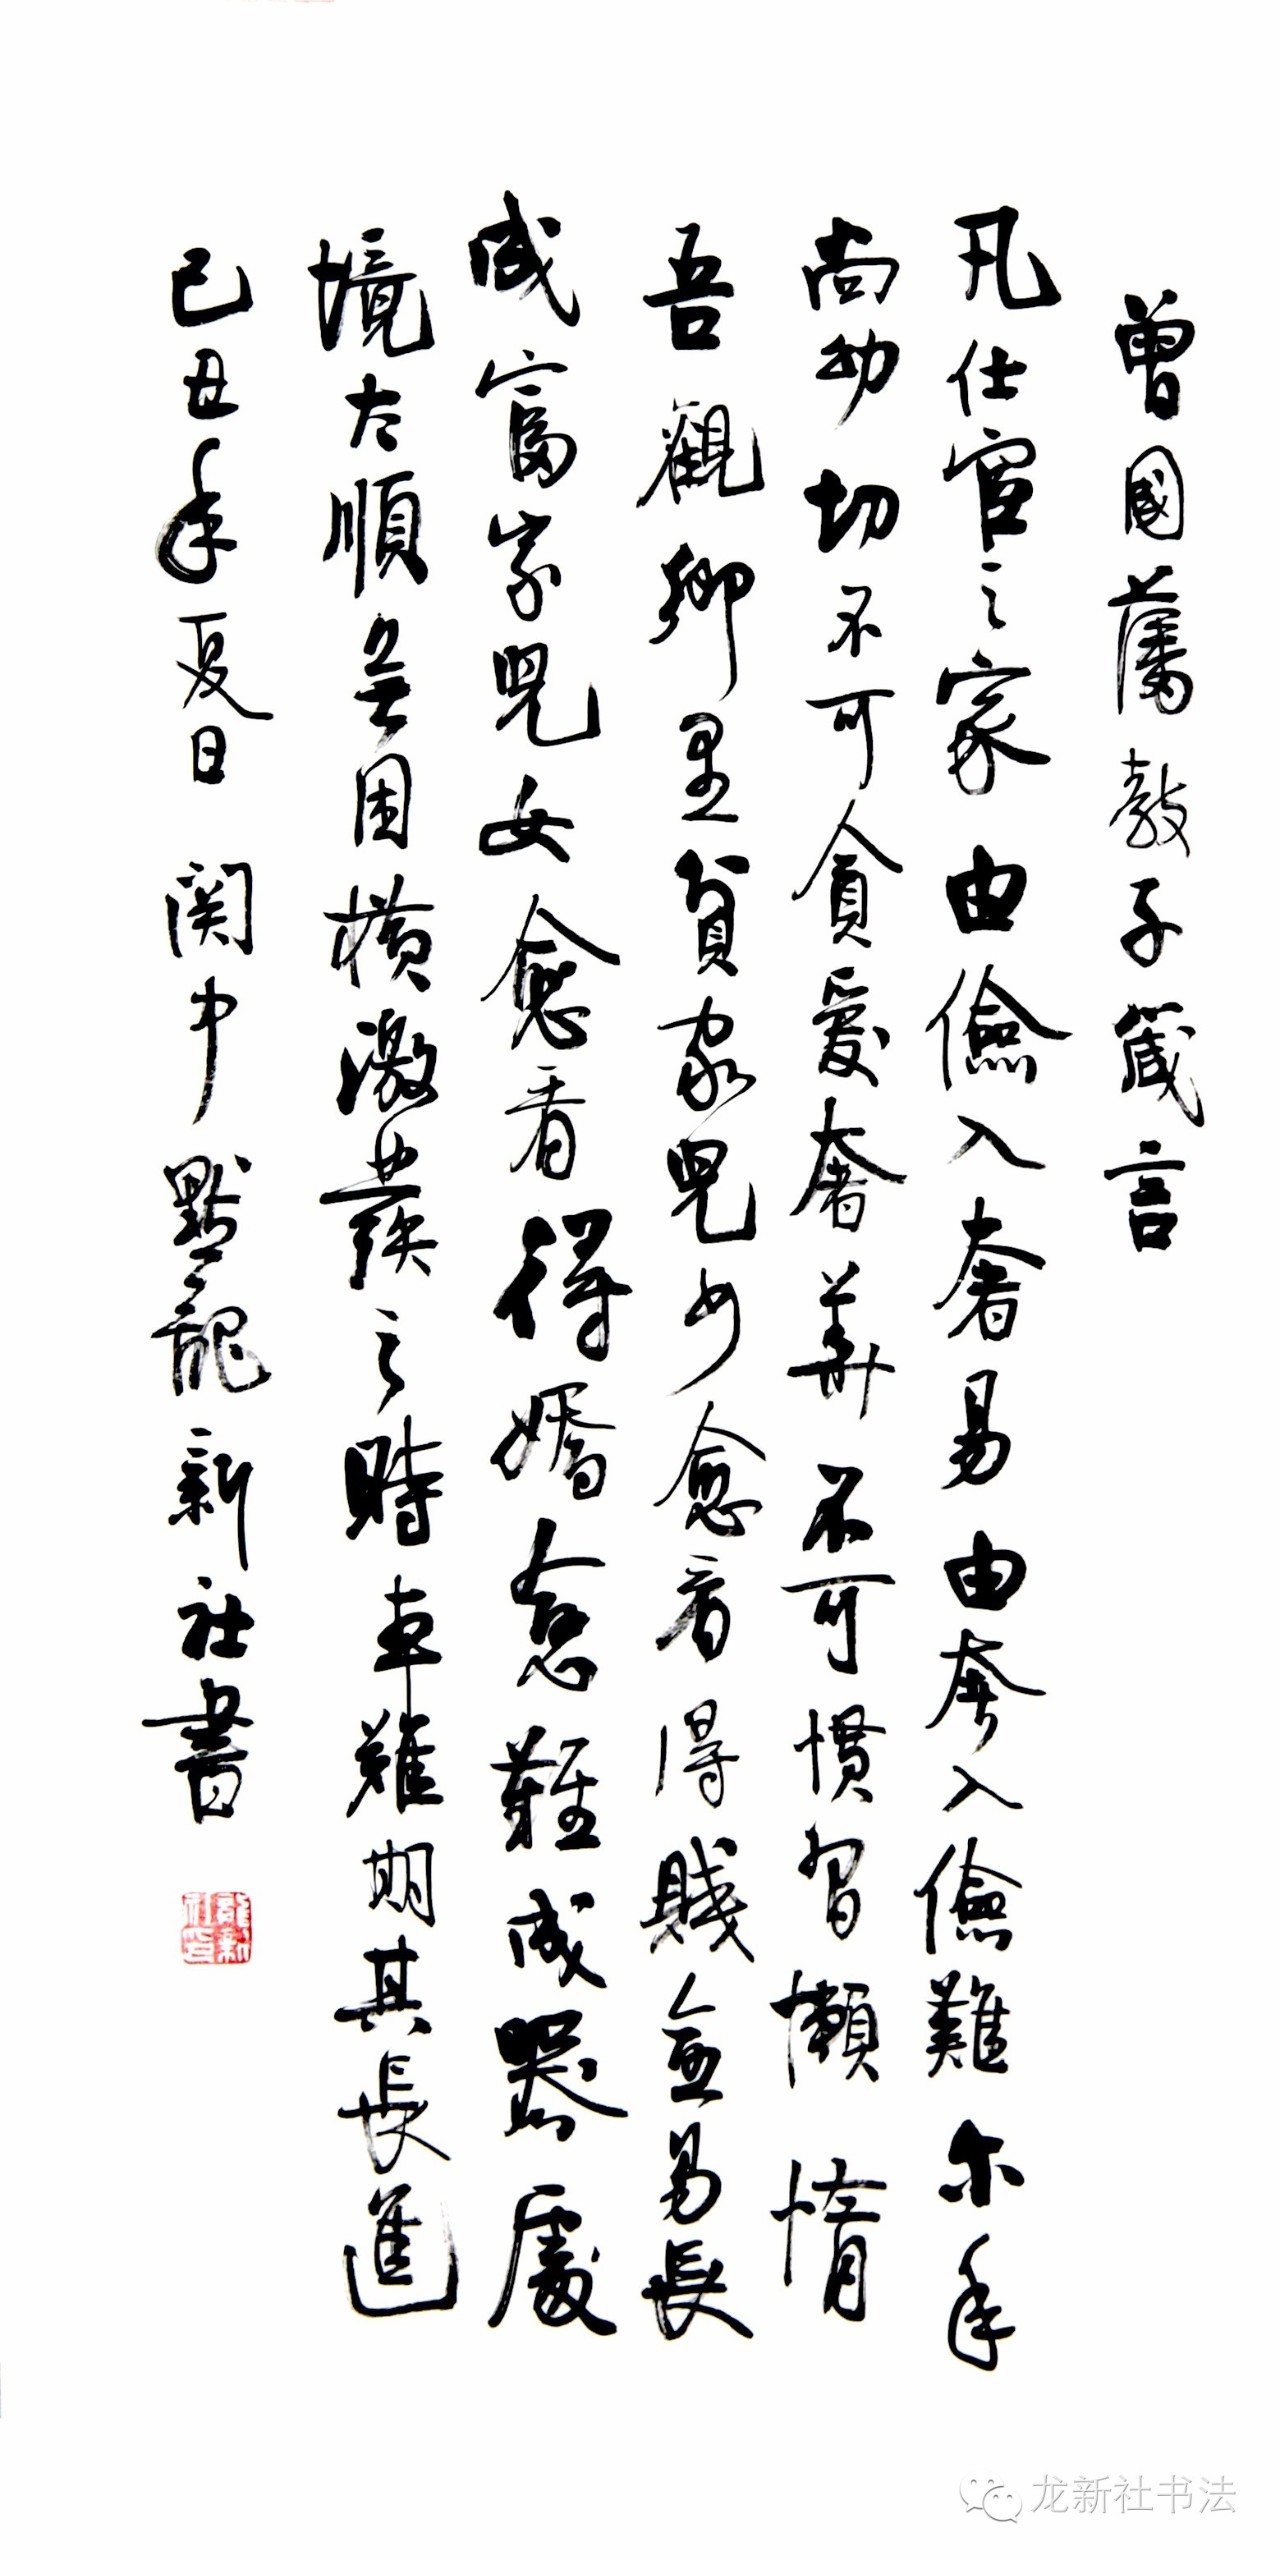 曾國藩教子箴言
凡仕宦之家由儉入奢易由奢入儉難尔年
尚幼切不可貪愛奢華不可慣習懶惰
吾觀鄉里貧家兒女愈看得賤愈易長
成富家兒女愈看得嬌愈難成器處
境太順無困橫激發之時車難期其長進
己丑年夏日 関中野龍新社書
龍新社印
龙新社书法